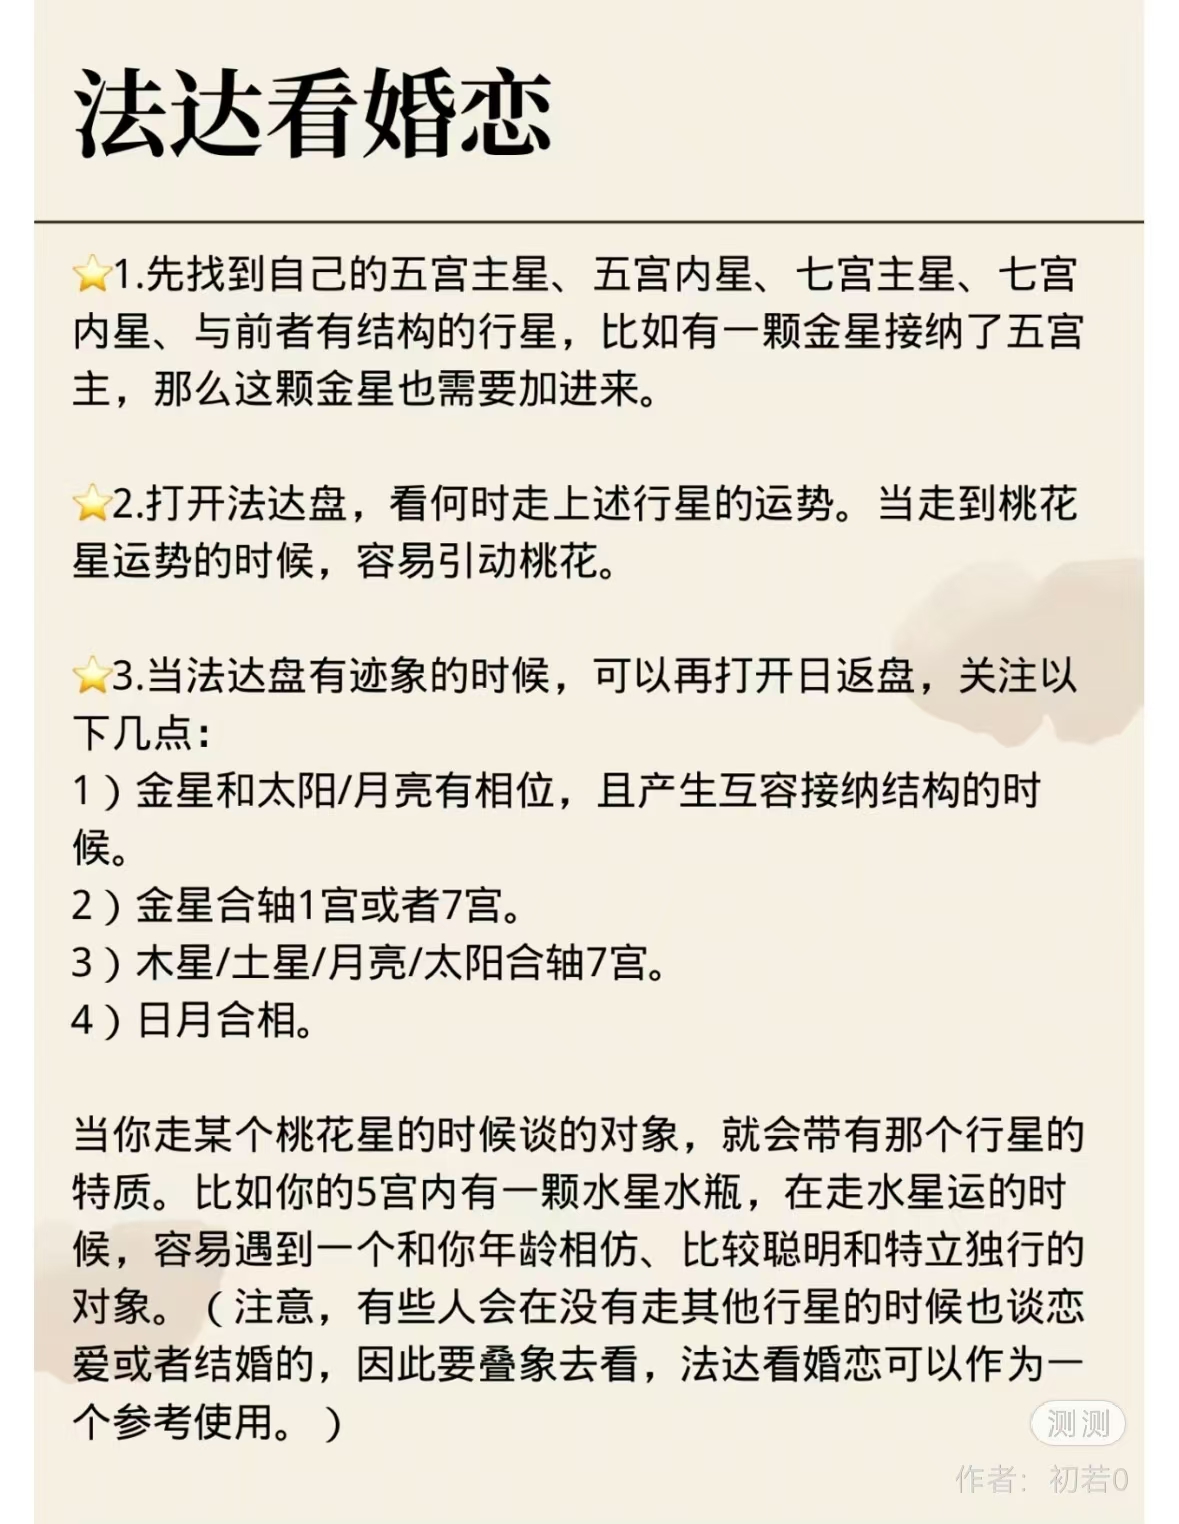 法达看婚恋
⭐1.先找到自己的五宫主星、五宫内星、七宫主星、七宫
内星、与前者有结构的行星，比如有一颗金星接纳了五宫
主，那么这颗金星也需要加进来。
⭐2.打开法达盘，看何时走上述行星的运势。当走到桃花
星运势的时候，容易引动桃花。
⭐3.当法达盘有迹象的时候，可以再打开日返盘，关注以
下几点：
1）金星和太阳/月亮有相位，且产生互容接纳结构的时
候。
2）金星合轴1宫或者7宫。
3）木星/土星/月亮/太阳合轴7宫。
4）日月合相。
当你走某个桃花星的时候谈的对象，就会带有那个行星的
特质。比如你的5宫内有一颗水星水瓶，在走水星运的时
候，容易遇到一个和你年龄相仿、比较聪明和特立独行的
对象。（注意，有些人会在没有走其他行星的时候也谈恋
爱或者结婚的，因此要叠象去看，法达看婚恋可以作为一
个参考使用。）
测测
作者：初若0